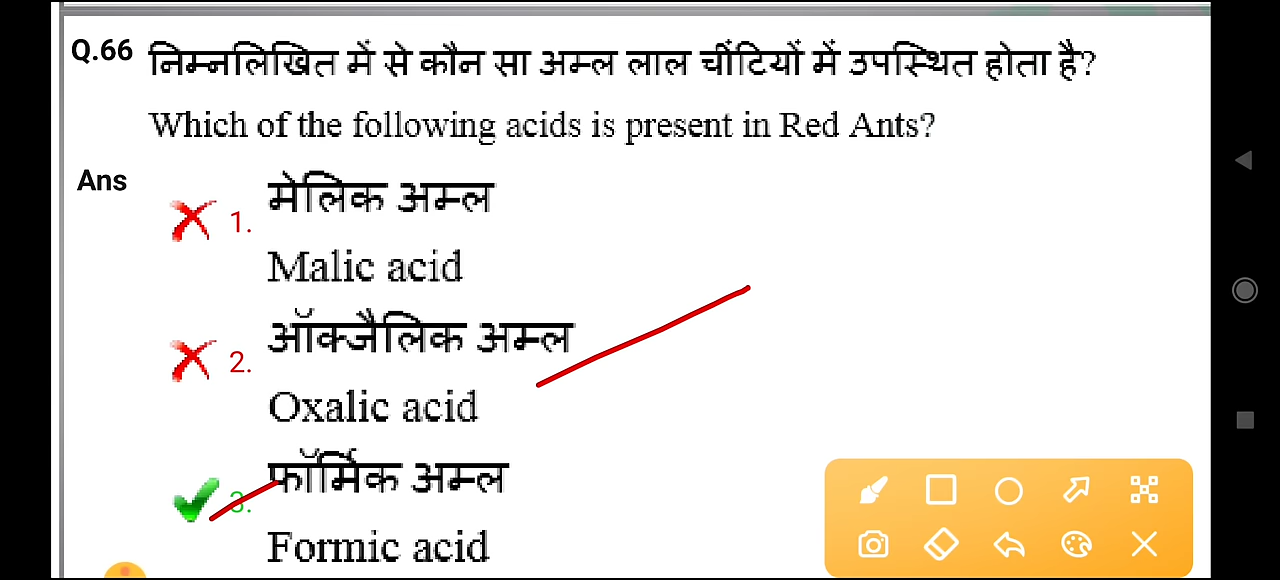 Q.66 निम्नलिखित में से कौन सा अम्ल लाल चींटियों में उपस्थित होता है?
Which of the following acids is present in Red Ants?
Ans
1. मेलिक अम्ल
Malic acid
2. ऑक्जैलिक अम्ल
Oxalic acid
3. फॉर्मिक अम्ल
Formic acid